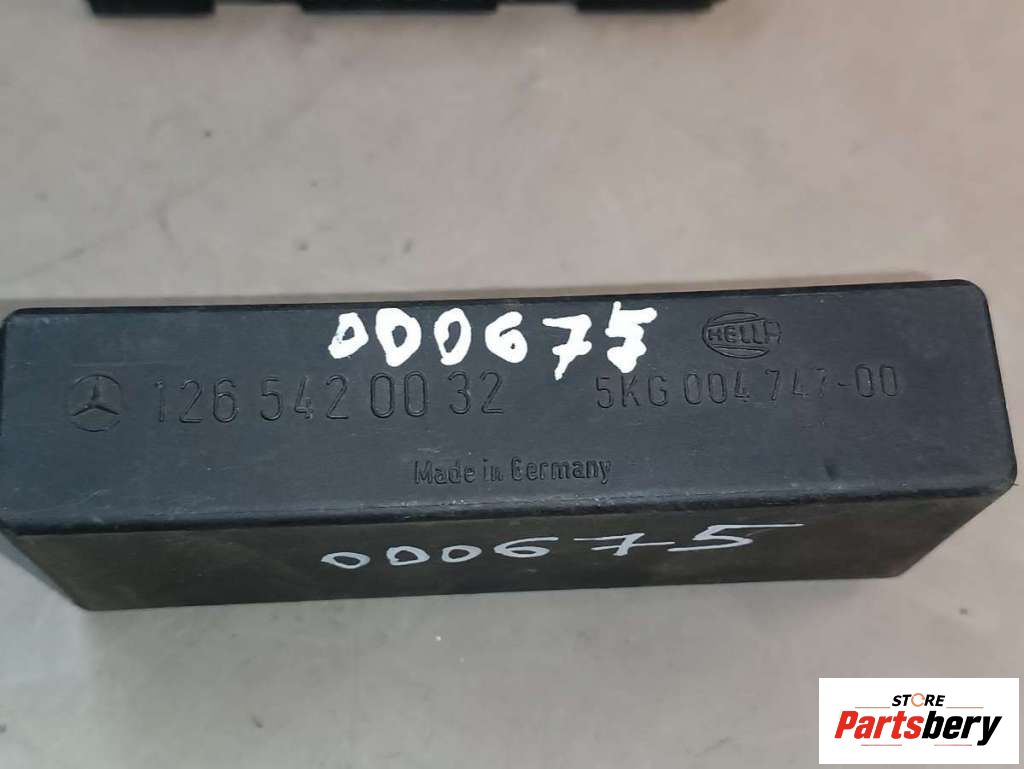 000675
HELLA
126 542 00 32
5KG 004 747-00
Made in Germany
000675
STORE
Partsbery